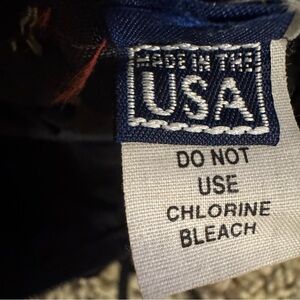 MADE IN THE
USA
DO NOT
USE
CHLORINE
BLEACH